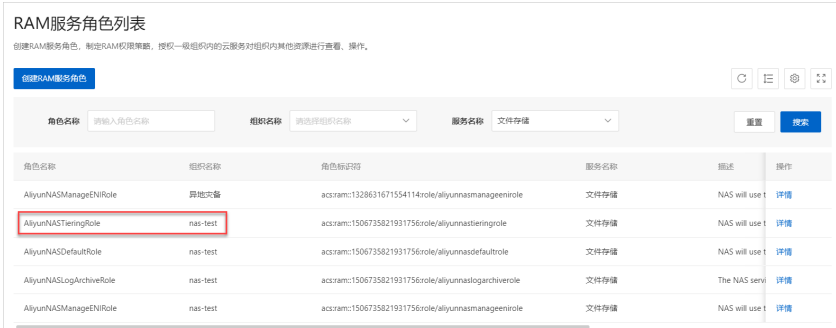 RAM服务角色列表
创建RAM服务角色，制定RAM权限策略，授权一级组织内的云服务对组织内其他资源进行查看、操作。
创建RAM服务角色
角色名称 请输入角色名称 组织名称 请选择组织名称 服务名称 文件存储 重置 搜索
角色名称 组织名称 角色标识符 服务名称 描述 操作
AliyunNASManageENIRole 异地灾备 acs:ram::1328631671554114:role/aliyunnasmanageenirole 文件存储 NAS will use t 详情
AliyunNASTieringRole nas-test acs:ram::1506735821931756:role/aliyunnastieringrole 文件存储 NAS will use t 详情
AliyunNASDefaultRole nas-test acs:ram::1506735821931756:role/aliyunnasdefaultrole 文件存储 NAS will use t 详情
AliyunNASLogArchiveRole nas-test acs:ram::1506735821931756:role/aliyunnaslogarchiverole 文件存储 The NAS servi 详情
AliyunNASManageENIRole nas-test acs:ram::1506735821931756:role/aliyunnasmanageenirole 文件存储 NAS will use t 详情